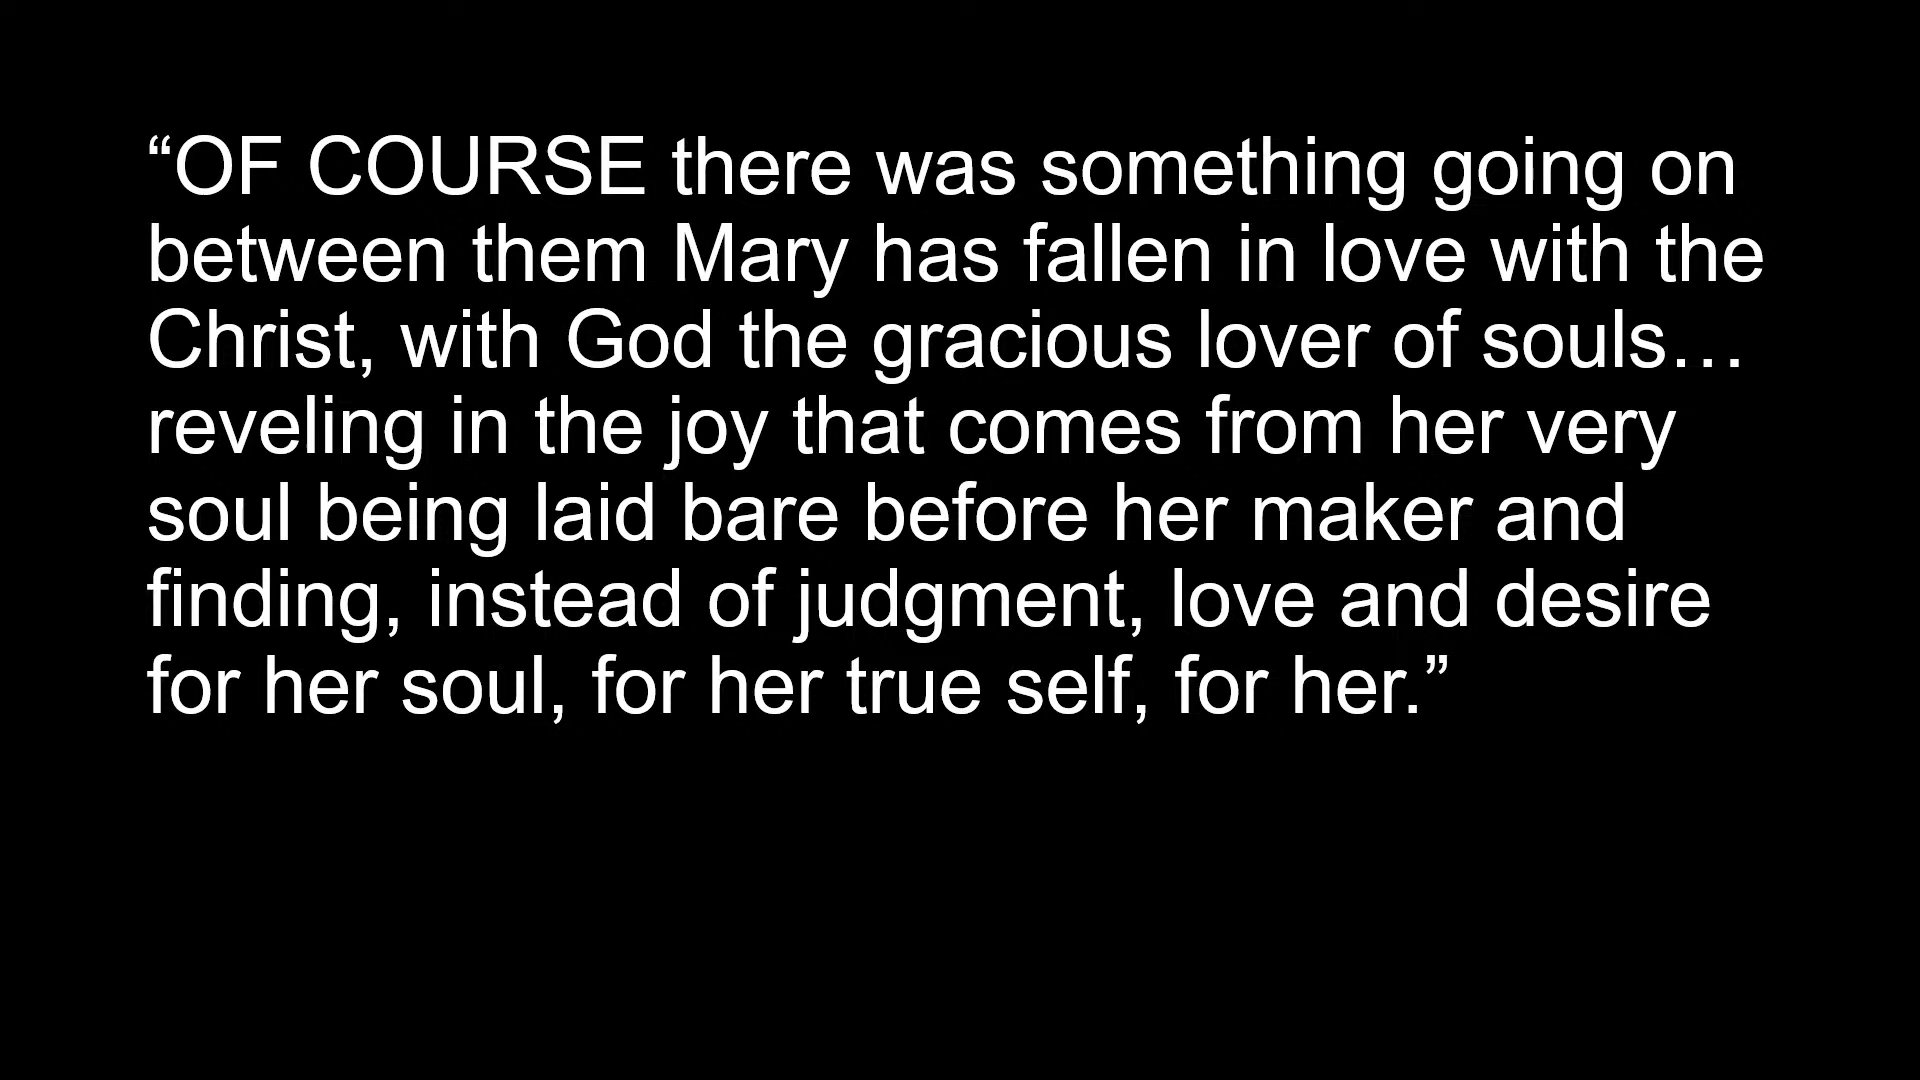 “OF COURSE there was something going on
between them Mary has fallen in love with the
Christ, with God the gracious lover of souls…
reveling in the joy that comes from her very
soul being laid bare before her maker and
finding, instead of judgment, love and desire
for her soul, for her true self, for her.”